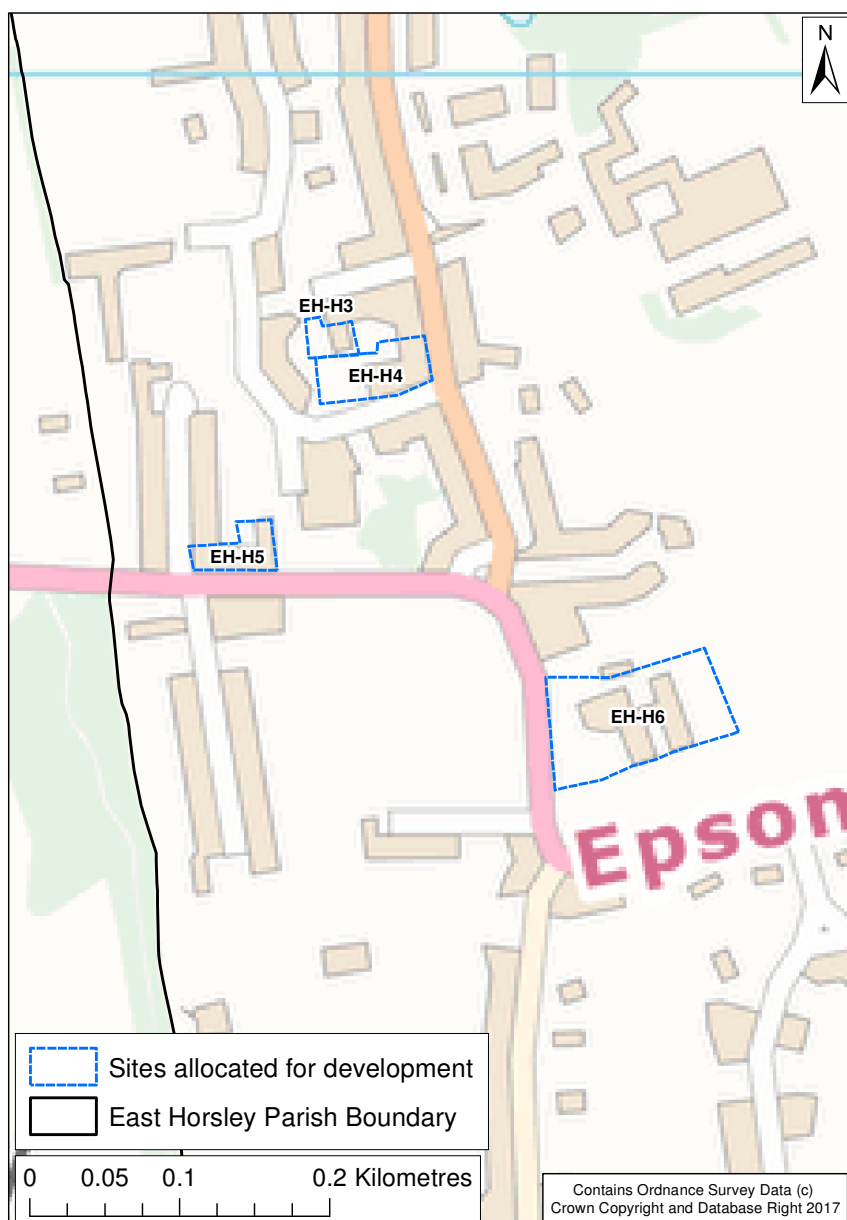 N
EH-H3
EH-H4
EH-H5
EH-H6
Epsom
Sites allocated for development
East Horsley Parish Boundary
0 0.05 0.1 0.2 Kilometres
Contains Ordnance Survey Data (c)
Crown Copyright and Database Right 2017